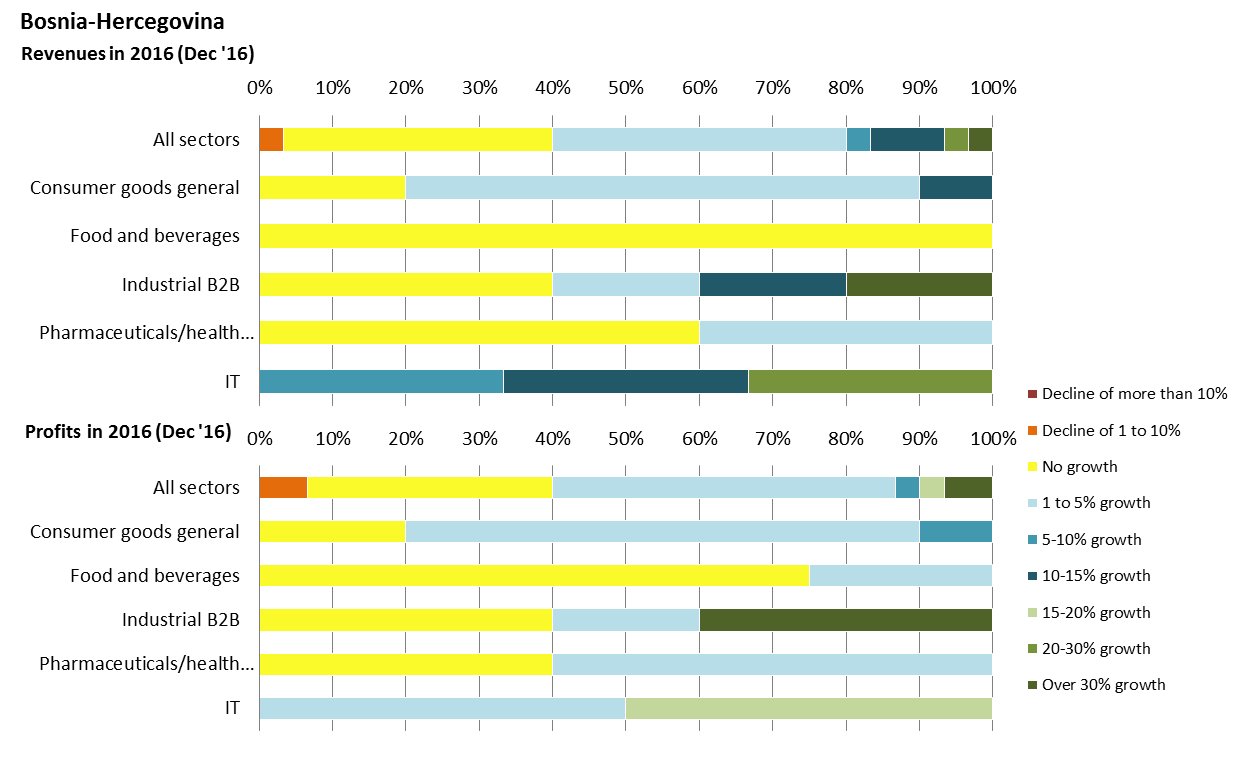 Bosnia-Hercegovina
Revenues in 2016 (Dec '16)
0% 10% 20% 30% 40% 50% 60% 70% 80% 90% 100%
All sectors
Consumer goods general
Food and beverages
Industrial B2B
Pharmaceuticals/health...
IT
Profits in 2016 (Dec '16)
0% 10% 20% 30% 40% 50% 60% 70% 80% 90% 100%
All sectors
Consumer goods general
Food and beverages
Industrial B2B
Pharmaceuticals/health...
IT
Decline of more than 10%
Decline of 1 to 10%
No growth
1 to 5% growth
5-10% growth
10-15% growth
15-20% growth
20-30% growth
Over 30% growth